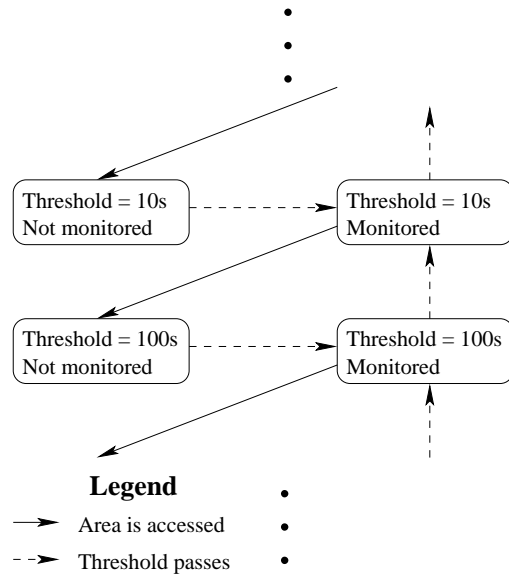 Threshold = 10s
Not monitored
Threshold = 10s
Monitored
Threshold = 100s
Not monitored
Threshold = 100s
Monitored
Legend
Area is accessed
Threshold passes